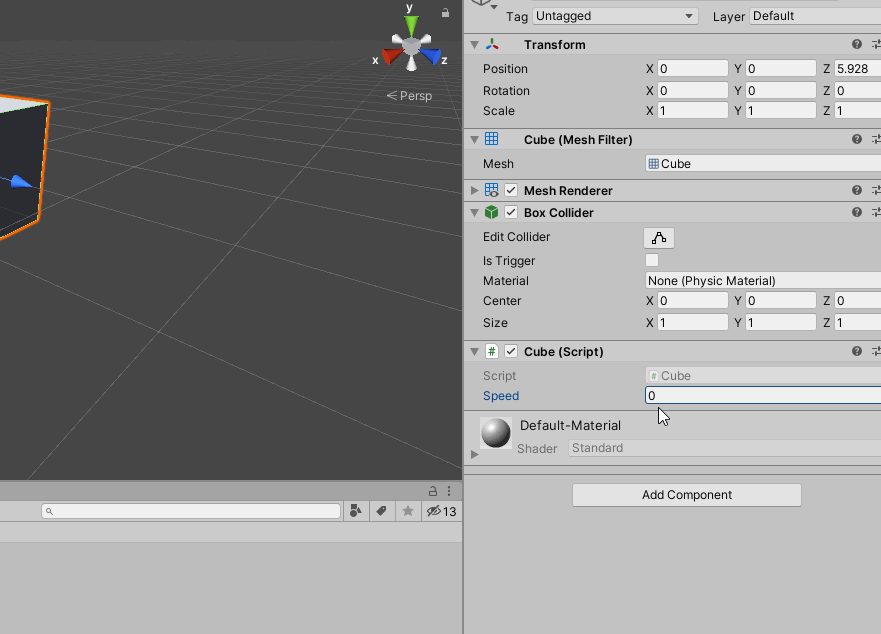 y
x
z
Persp
13
Tag Untagged Layer Default
Transform
Position X 0 Y 0 Z 5.928
Rotation X 0 Y 0 Z 0
Scale X 1 Y 1 Z 1
Cube (Mesh Filter)
Mesh Cube
Mesh Renderer
Box Collider
Edit Collider
Is Trigger
Material None (Physic Material)
Center X 0 Y 0 Z 0
Size X 1 Y 1 Z 1
# Cube (Script)
Script # Cube
Speed 0
Default-Material
Shader Standard
Add Component